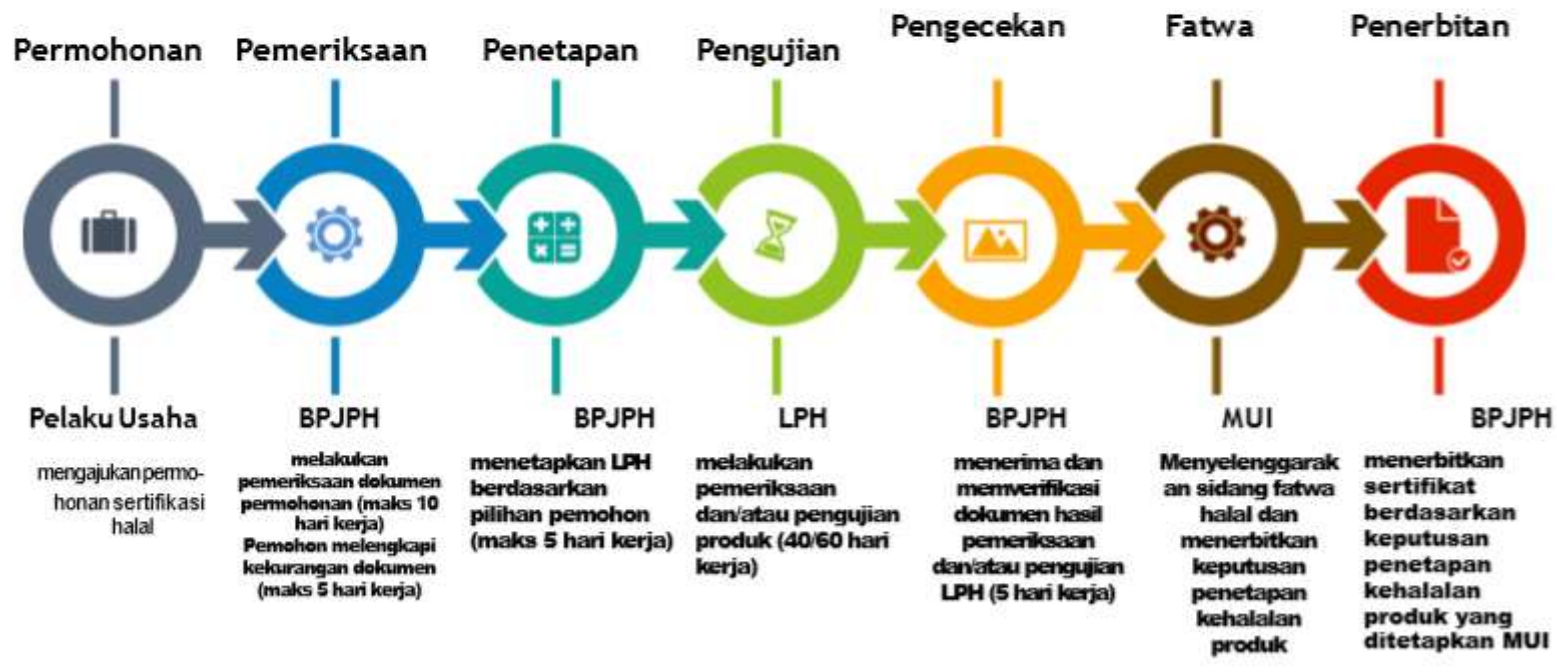 Permohonan
Pelaku Usaha
mengajukan permo-
honan sertifikasi
halal
Pemeriksaan
BPJPH
melakukan
pemeriksaan dokumen
permohonan (maks 10
hari kerja)
Pemohon melengkapi
kekurangan dokumen
(maks 5 hari kerja)
Penetapan
BPJPH
menetapkan LPH
berdasarkan
pilihan pemohon
(maks 5 hari kerja)
Pengujian
LPH
melakukan
pemeriksaan
dan/atau pengujian
produk (40/60 hari
kerja)
Pengecekan
BPJPH
menerima dan
memverifikasi
dokumen hasil
pemeriksaan
dan/atau pengujian
LPH (5 hari kerja)
Fatwa
MUI
Menyelenggarak
an sidang fatwa
halal dan
menerbitkan
keputusan
penetapan
kehalalan
produk
Penerbitan
BPJPH
menerbitkan
sertifikat
berdasarkan
keputusan
penetapan
kehalalan
produk yang
ditetapkan MUI